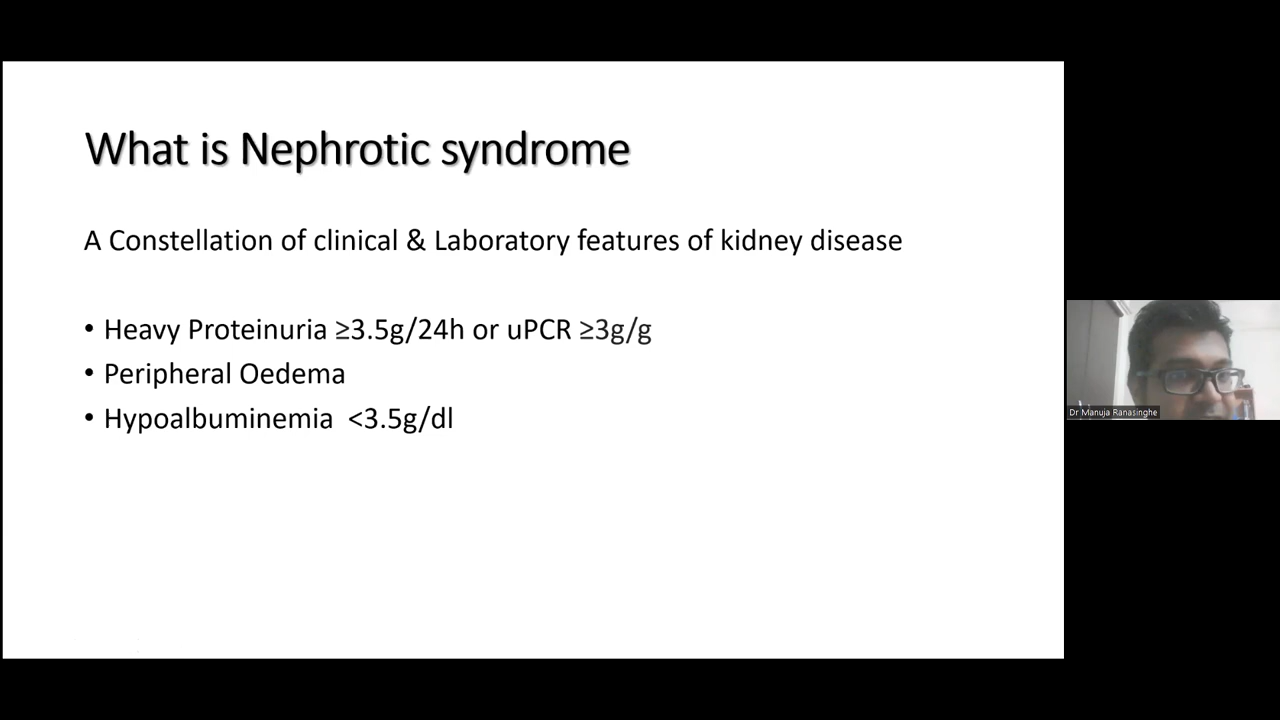 What is Nephrotic syndrome
A Constellation of clinical & Laboratory features of kidney disease
• Heavy Proteinuria ≥3.5g/24h or uPCR ≥3g/g
• Peripheral Oedema
• Hypoalbuminemia <3.5g/dl
Dr Manuja Ranasinghe